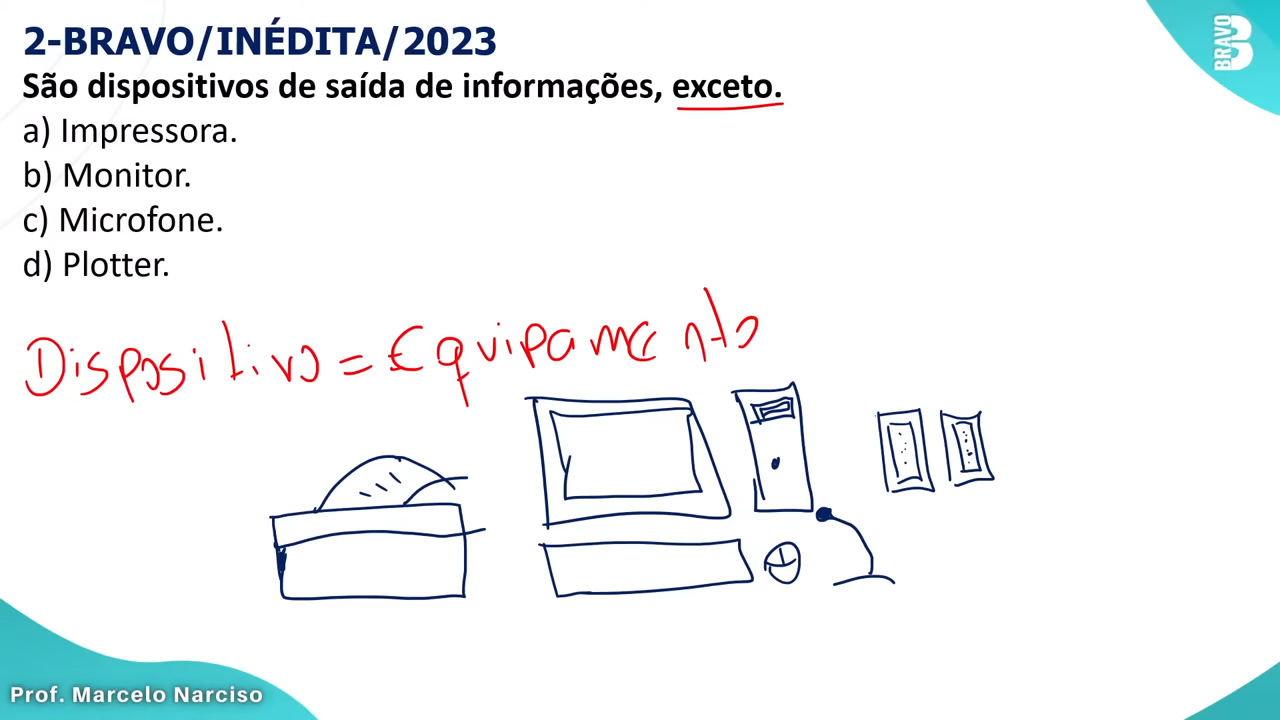 2-BRAVO/INÉDITA/2023
São dispositivos de saída de informações, exceto.
a) Impressora.
b) Monitor.
c) Microfone.
d) Plotter.
Dispositivo = Equipamento
BRAVO
Prof. Marcelo Narciso